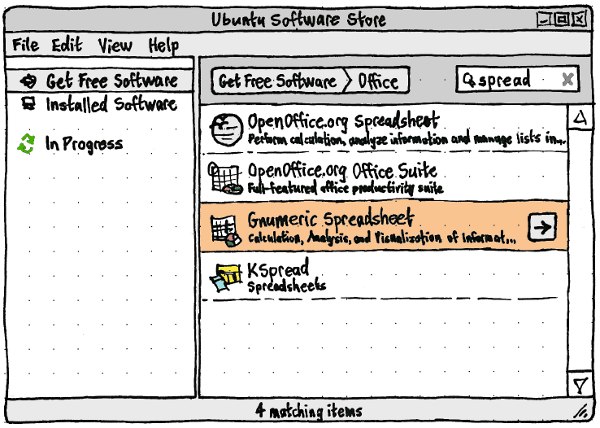 Ubuntu Software Store
File Edit View Help
Get Free Software
Installed Software
In Progress
Get Free Software Office
spread
OpenOffice.org Spreadsheet
Perform calculation, analyze information and manage lists in...
OpenOffice.org Office Suite
Full-featured office productivity suite
Gnumeric Spreadsheet
Calculation, Analysis, and Visualization of Informat...
KSpread
Spreadsheets
4 matching items